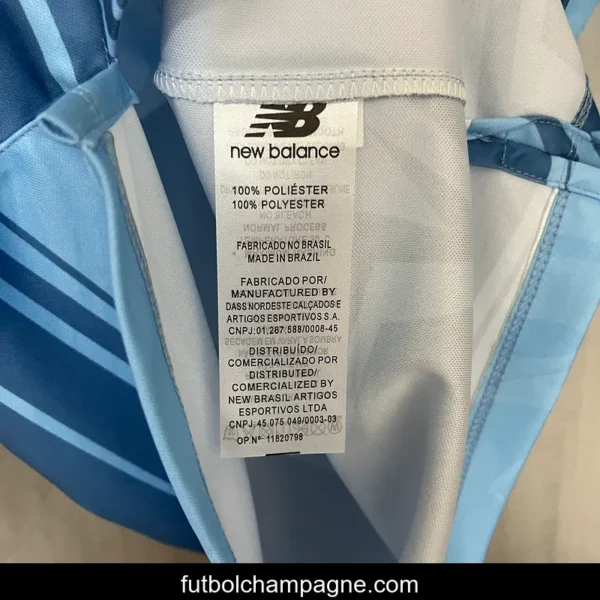 NB
new balance
100% POLIÉSTER
100% POLYESTER
FABRICADO NO BRASIL
MADE IN BRAZIL
FABRICADO POR/
MANUFACTURED BY
DASS NORDESTE CALÇADOS E
ARTIGOS ESPORTIVOS S.A.
CNPJ: 01.287.588/0008-45
DISTRIBUÍDO/
COMERCIALIZADO POR
DISTRIBUTED/
COMERCIALIZED BY
NEW BRASIL ARTIGOS
ESPORTIVOS LTDA
CNPJ: 45.075.049/0003-03
OP Nº: 11820798
futbolchampagne.com